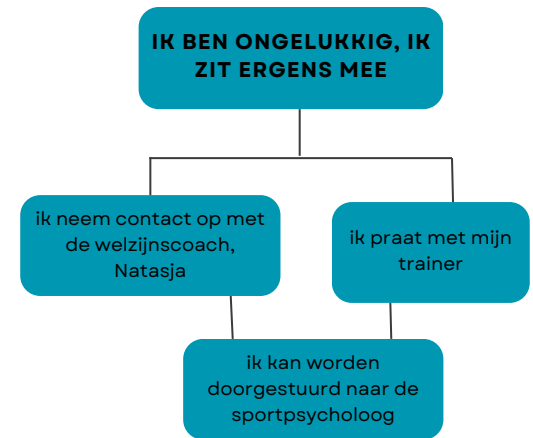 IK BEN ONGELUKKIG, IK
ZIT ERGENS MEE
ik neem contact op met
de welzijnscoach,
Natasja
ik praat met mijn
trainer
ik kan worden
doorgestuurd naar de
sportpsycholoog